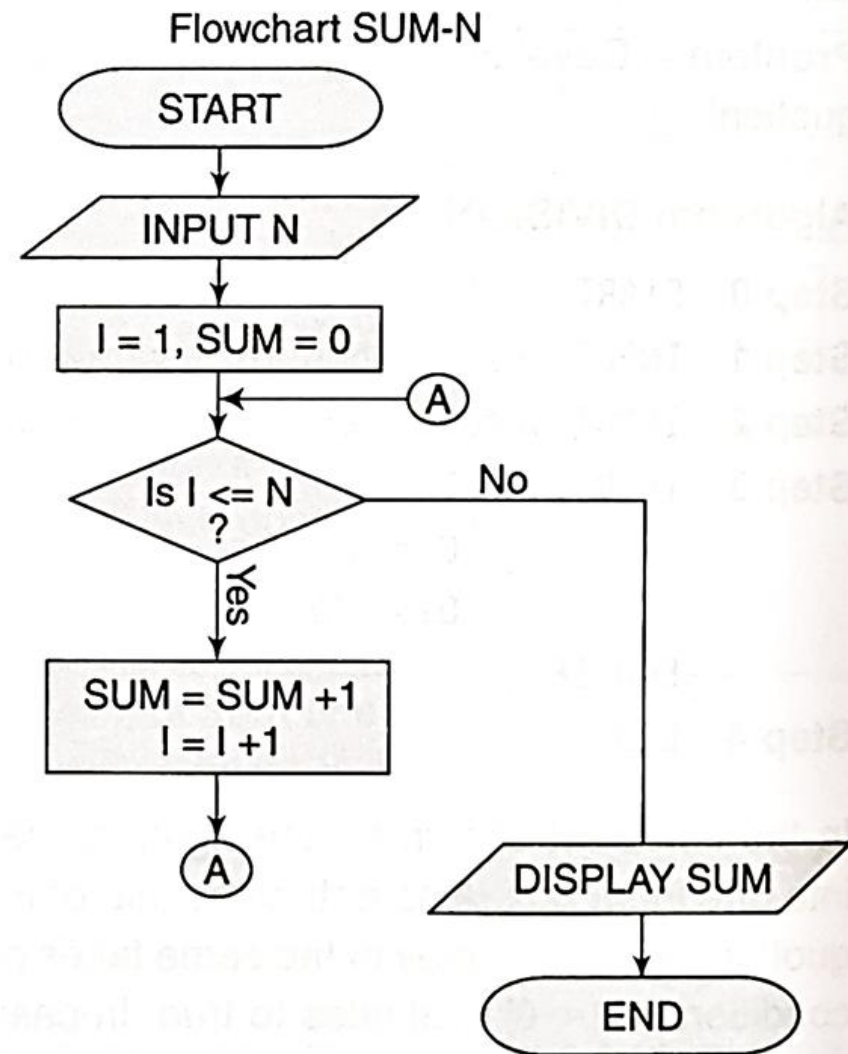 Flowchart SUM-N
START
INPUT N
I = 1, SUM = 0
A
Is I <= N
?
No
Yes
SUM = SUM +1
I = I +1
A
DISPLAY SUM
END